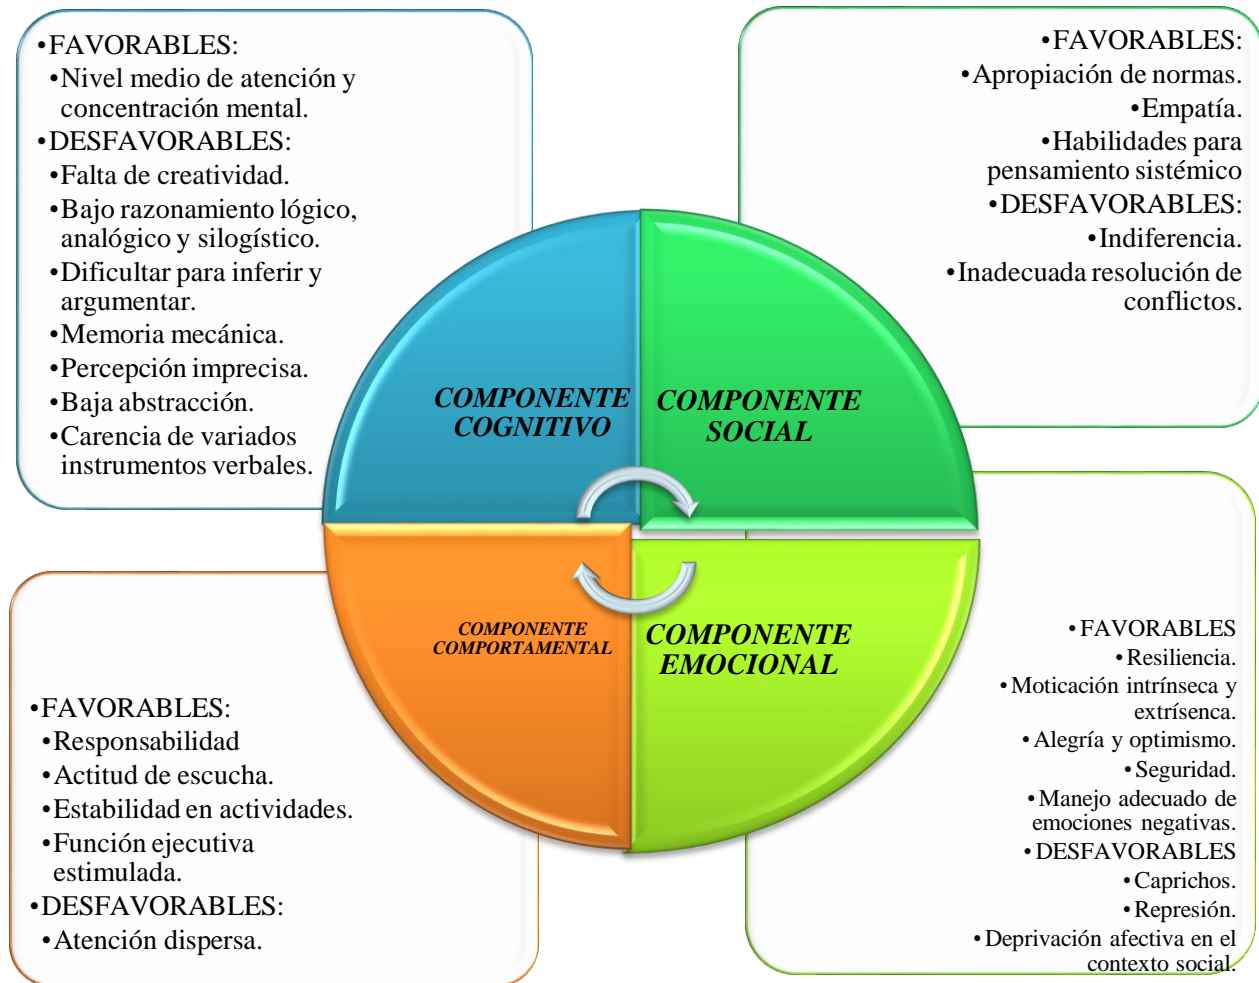 •FAVORABLES:
•Nivel medio de atención y
concentración mental.
•DESFAVORABLES:
•Falta de creatividad.
•Bajo razonamiento lógico,
analógico y silogístico.
•Dificultar para inferir y
argumentar.
•Memoria mecánica.
•Percepción imprecisa.
•Baja abstracción.
•Carencia de variados
instrumentos verbales.
•FAVORABLES:
•Apropiación de normas.
•Empatía.
•Habilidades para
pensamiento sistémico
•DESFAVORABLES:
•Indiferencia.
•Inadecuada resolución de
conflictos.
COMPONENTE
COGNITIVO
COMPONENTE
SOCIAL
COMPONENTE
COMPORTAMENTAL
COMPONENTE
EMOCIONAL
•FAVORABLES:
•Responsabilidad
•Actitud de escucha.
•Estabilidad en actividades.
•Función ejecutiva
estimulada.
•DESFAVORABLES:
•Atención dispersa.
•FAVORABLES
•Resiliencia.
•Moticación intrínseca y
extrísenca.
•Alegría y optimismo.
•Seguridad.
•Manejo adecuado de
emociones negativas.
•DESFAVORABLES
•Caprichos.
•Represión.
•Deprivación afectiva en el
contexto social.